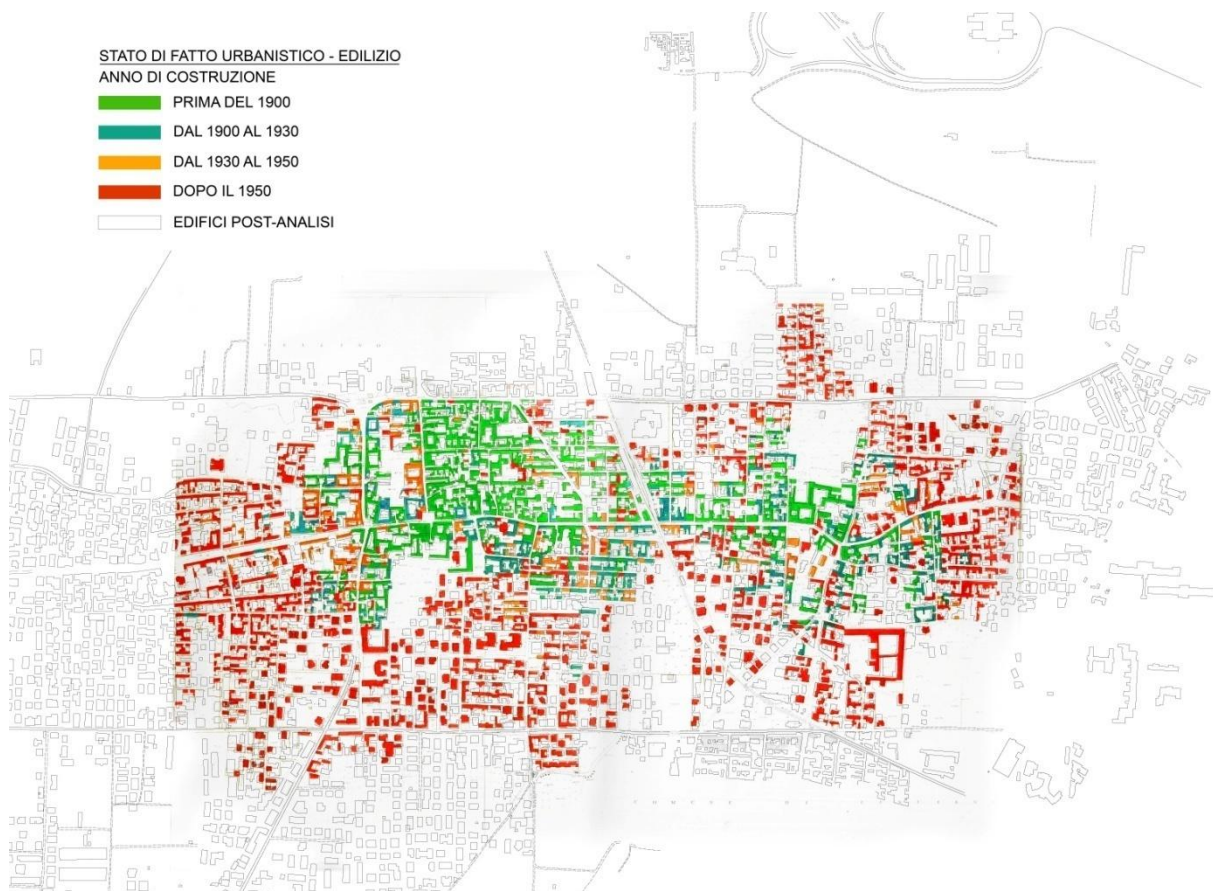 STATO DI FATTO URBANISTICO - EDILIZIO
ANNO DI COSTRUZIONE
PRIMA DEL 1900
DAL 1900 AL 1930
DAL 1930 AL 1950
DOPO IL 1950
EDIFICI POST-ANALISI